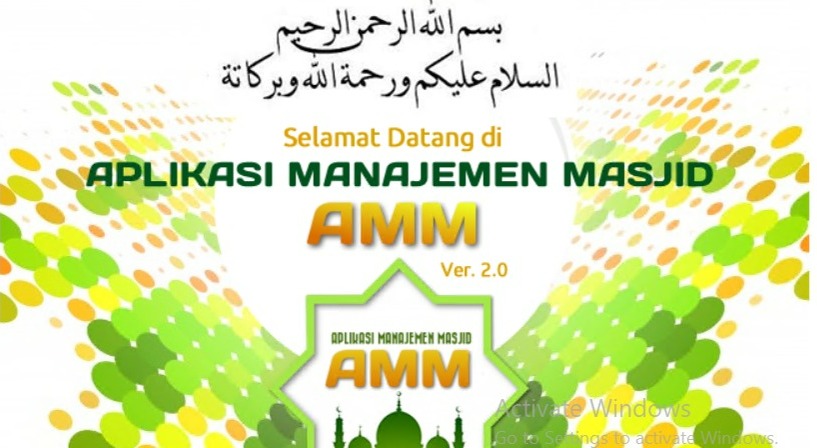 بسم الله الرحمن الرحيم
السلام عليكم ورحمة الله وبركاتة
Selamat Datang di
APLIKASI MANAJEMEN MASJID
AMM
Ver. 2.0
APLIKASI MANAJEMEN MASJID
AMM
Activate Windows
Go to Settings to activate Windows.